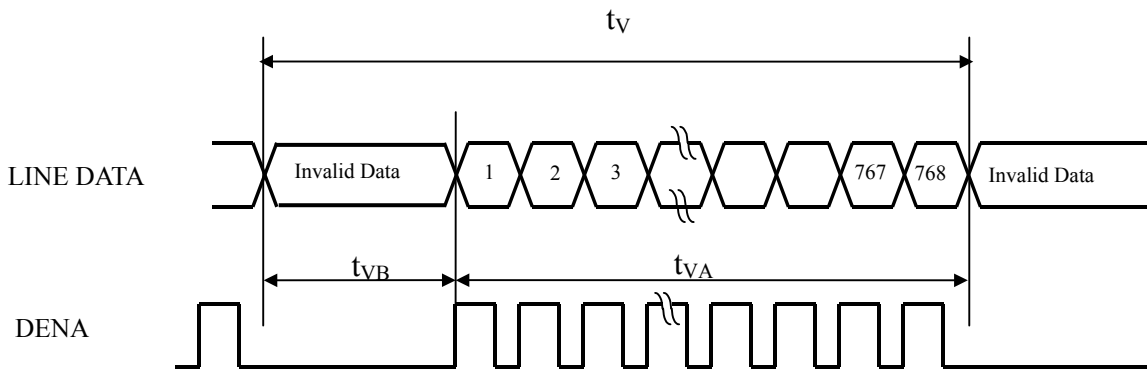 tV
LINE DATA Invalid Data 1 2 3 767 768 Invalid Data
tVB tVA
DENA